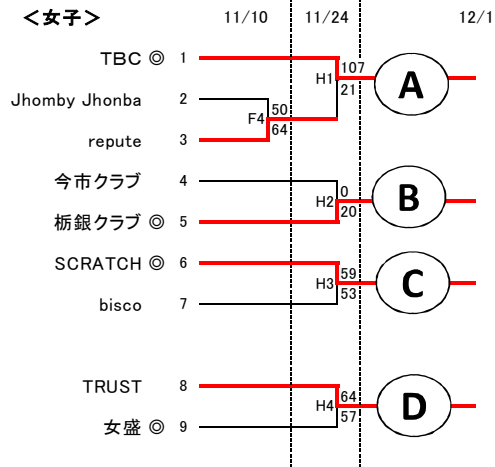 ＜女子＞ 11/10 11/24 12/1
TBC ◎ 1
H1 107
21
A
Jhomby Jhonba 2
F4 50
64
repute 3
今市クラブ 4
H2 0
20
B
栃銀クラブ ◎ 5
SCRATCH ◎ 6
H3 59
53
C
bisco 7
TRUST 8
H4 64
57
D
女盛 ◎ 9